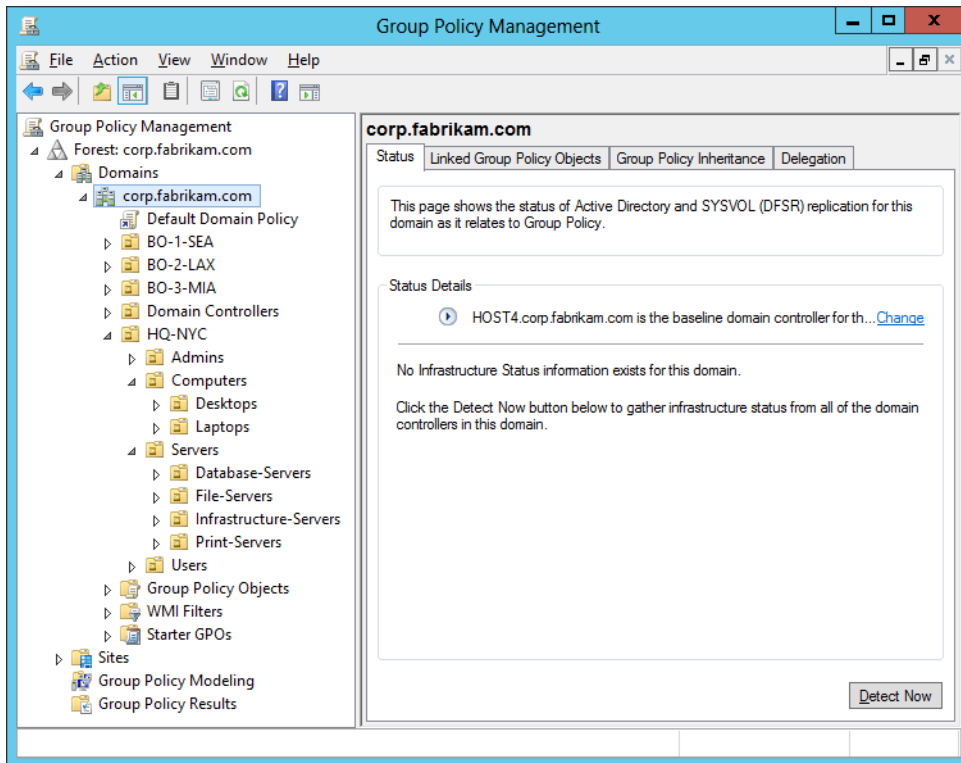 Group Policy Management
File Action View Window Help
Group Policy Management
Forest: corp.fabrikam.com
Domains
corp.fabrikam.com
Default Domain Policy
BO-1-SEA
BO-2-LAX
BO-3-MIA
Domain Controllers
HQ-NYC
Admins
Computers
Desktops
Laptops
Servers
Database-Servers
File-Servers
Infrastructure-Servers
Print-Servers
Users
Group Policy Objects
WMI Filters
Starter GPOs
Sites
Group Policy Modeling
Group Policy Results
corp.fabrikam.com
Status Linked Group Policy Objects Group Policy Inheritance Delegation
This page shows the status of Active Directory and SYSVOL (DFSR) replication for this
domain as it relates to Group Policy.
Status Details
HOST4.corp.fabrikam.com is the baseline domain controller for th... Change
No Infrastructure Status information exists for this domain.
Click the Detect Now button below to gather infrastructure status from all of the domain
controllers in this domain.
Detect Now